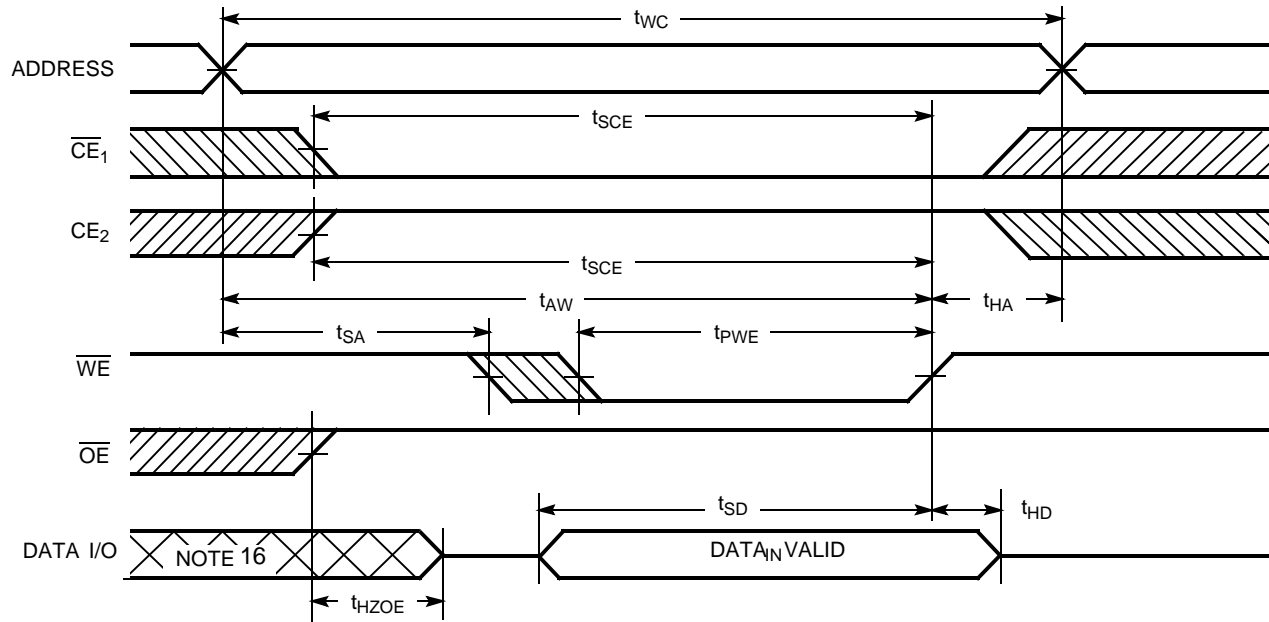 tWC
ADDRESS
tSCE
CE1
CE2
tSCE
tAW
tHA
tSA
tPWE
WE
OE
tSD
tHD
DATA I/O
NOTE 16
DATAIN VALID
tHZOE